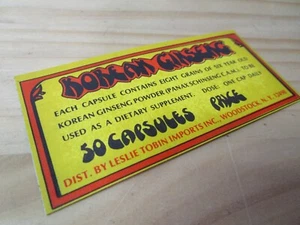 KOREAN GINSENG
EACH CAPSULE CONTAINS EIGHT GRAINS OF SIX YEAR OLD
KOREAN GINSENG POWDER (PANAX SCHINSENG C.A.M.). TO BE
USED AS A DIETARY SUPPLEMENT. DOSE: ONE CAP. DAILY
50 CAPSULES PRICE
DIST. BY LESLIE TOBIN IMPORTS INC., WOODSTOCK, N.Y. 12498